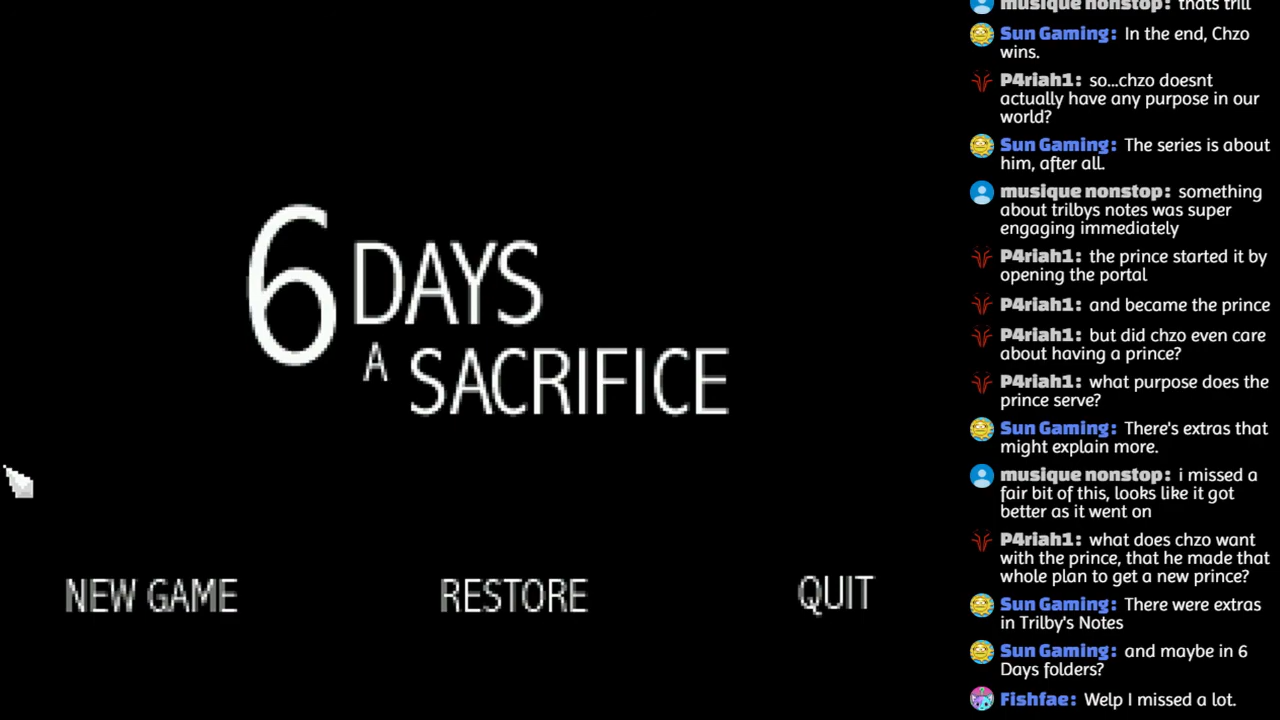 6 DAYS
A SACRIFICE
NEW GAME
RESTORE
QUIT
musique nonstop: thats trill
Sun Gaming: In the end, Chzo
wins.
P4riah1: so...chzo doesnt
actually have any purpose in our
world?
Sun Gaming: The series is about
him, after all.
musique nonstop: something
about trilbys notes was super
engaging immediately
P4riah1: the prince started it by
opening the portal
P4riah1: and became the prince
P4riah1: but did chzo even care
about having a prince?
P4riah1: what purpose does the
prince serve?
Sun Gaming: There's extras that
might explain more.
musique nonstop: i missed a
fair bit of this, looks like it got
better as it went on
P4riah1: what does chzo want
with the prince, that he made that
whole plan to get a new prince?
Sun Gaming: There were extras
in Trilby's Notes
Sun Gaming: and maybe in 6
Days folders?
Fishfae: Welp I missed a lot.